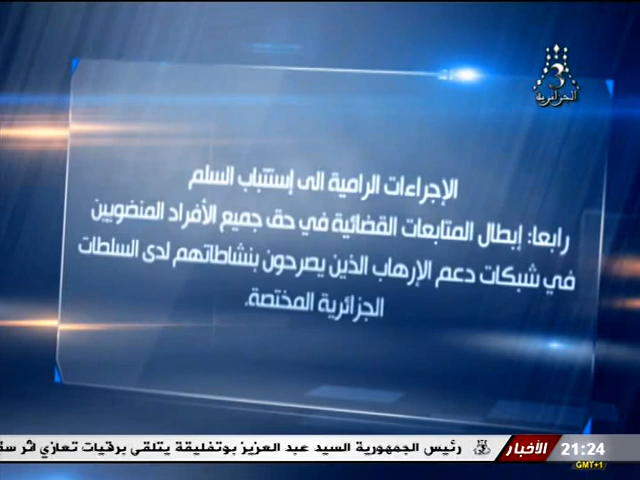 3
الجزائرية
الإجراءات الرامية الى إستتباب السلم
رابعا: إبطال المتابعات القضائية في حق جميع الأفراد المنضويين
في شبكات دعم الإرهاب الذين يصرحون بنشاطاتهم لدى السلطات
الجزائرية المختصة.
21:24
GMT+1
الأخبار
رئيس الجمهورية السيد عبد العزيز بوتفليقة يتلقى برقيات تعازي اثر